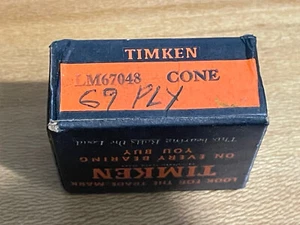 TIMKEN
LM67048 CONE
69 PLY
This Bearing Rolls the Load
TIMKEN
YOU BUY
ON EVERY BEARING
LOOK FOR THE TRADE-MARK